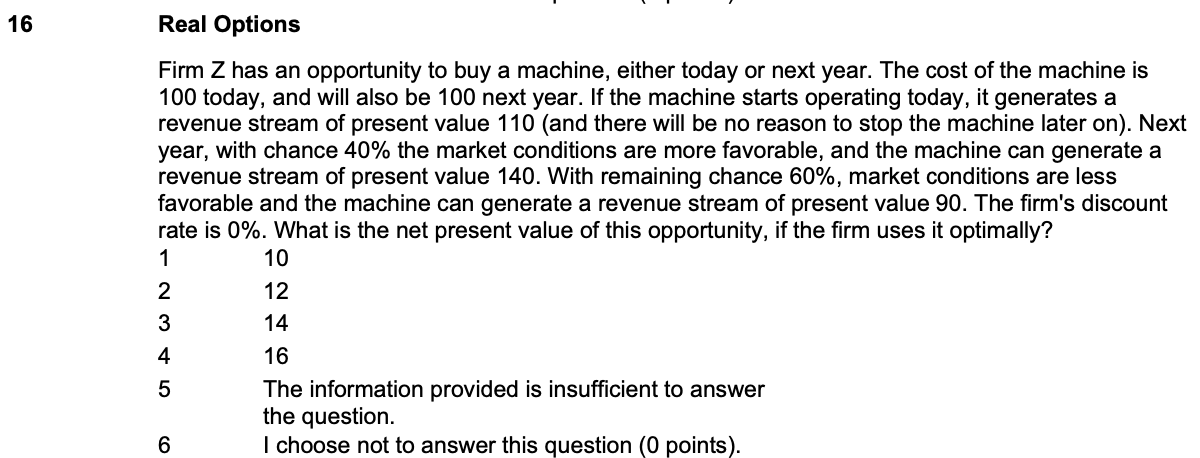 16 Real Options
Firm Z has an opportunity to buy a machine, either today or next year. The cost of the machine is
100 today, and will also be 100 next year. If the machine starts operating today, it generates a
revenue stream of present value 110 (and there will be no reason to stop the machine later on). Next
year, with chance 40% the market conditions are more favorable, and the machine can generate a
revenue stream of present value 140. With remaining chance 60%, market conditions are less
favorable and the machine can generate a revenue stream of present value 90. The firm's discount
rate is 0%. What is the net present value of this opportunity, if the firm uses it optimally?
1 10
2 12
3 14
4 16
5 The information provided is insufficient to answer
the question.
6 I choose not to answer this question (0 points).